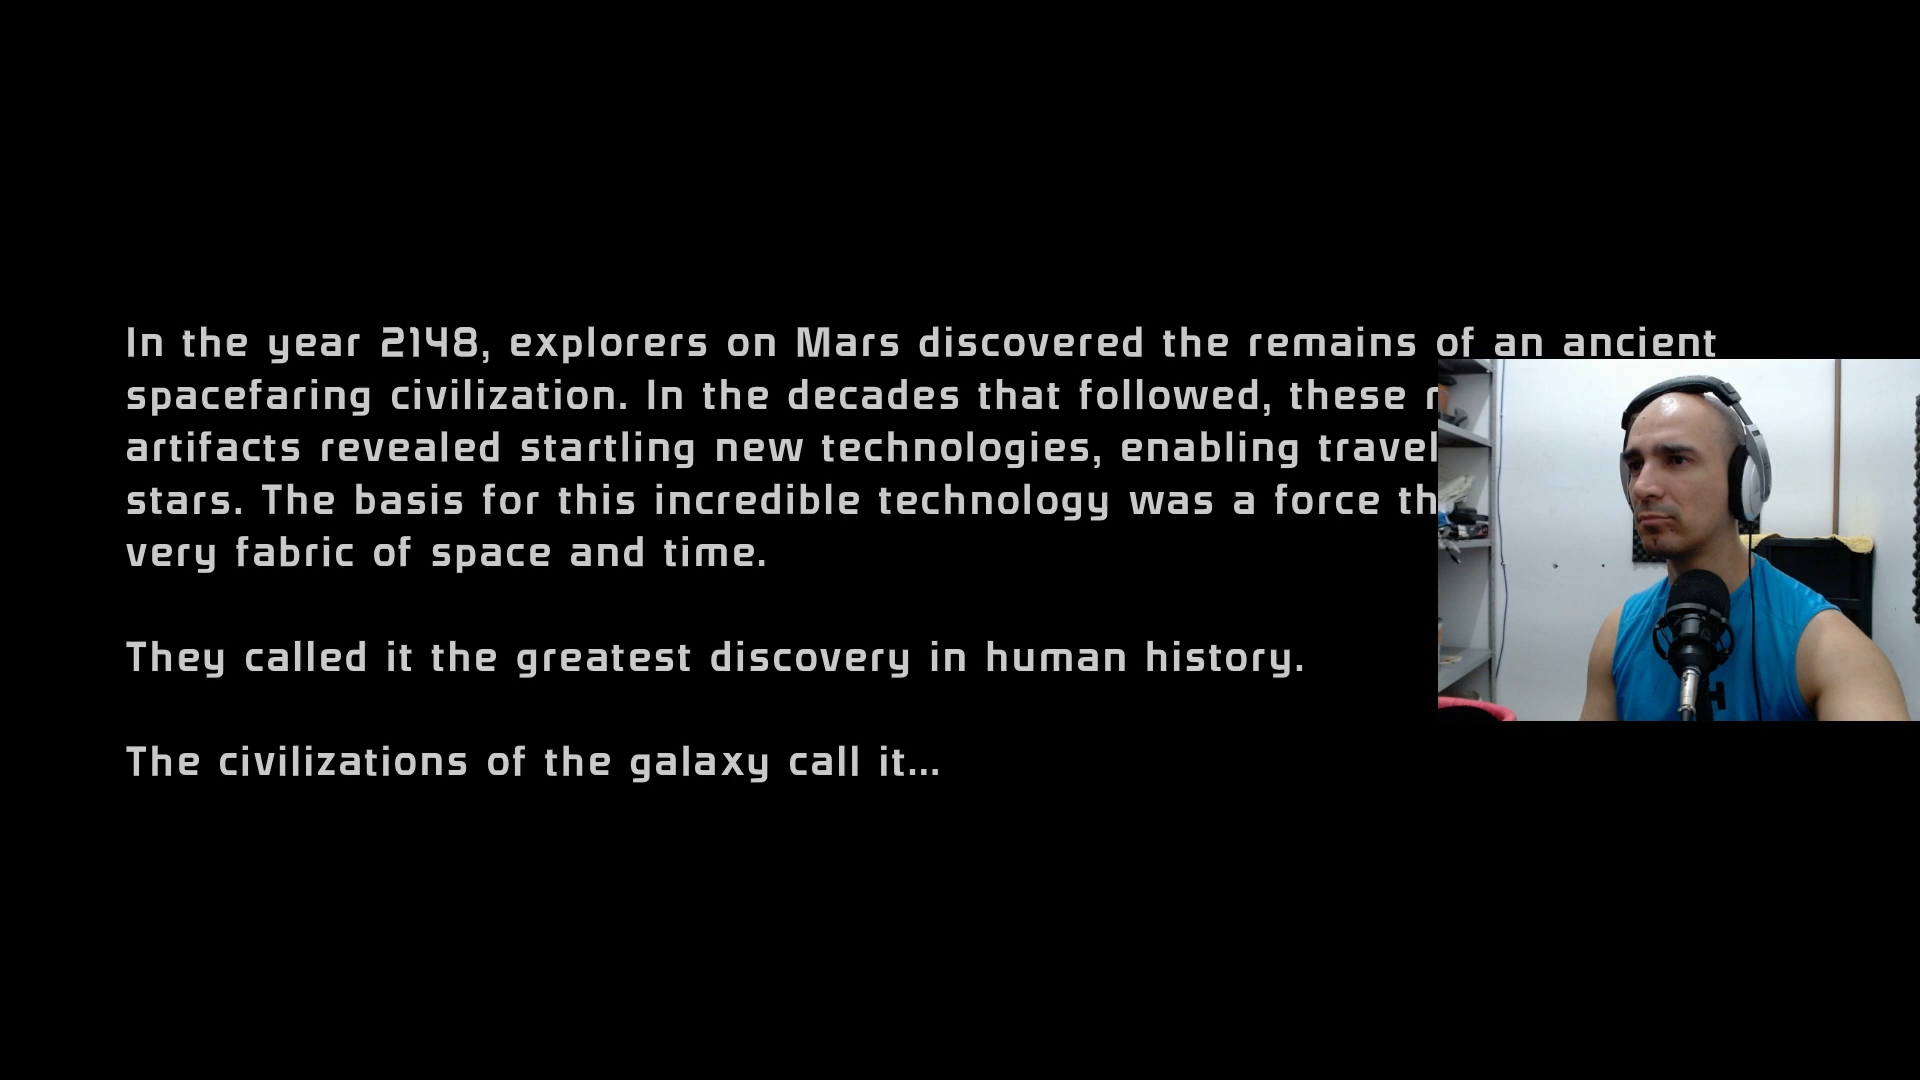 In the year 2148, explorers on Mars discovered the remains of an ancient
spacefaring civilization. In the decades that followed, these
artifacts revealed startling new technologies, enabling travel
stars. The basis for this incredible technology was a force
very fabric of space and time.
They called it the greatest discovery in human history.
The civilizations of the galaxy call it...